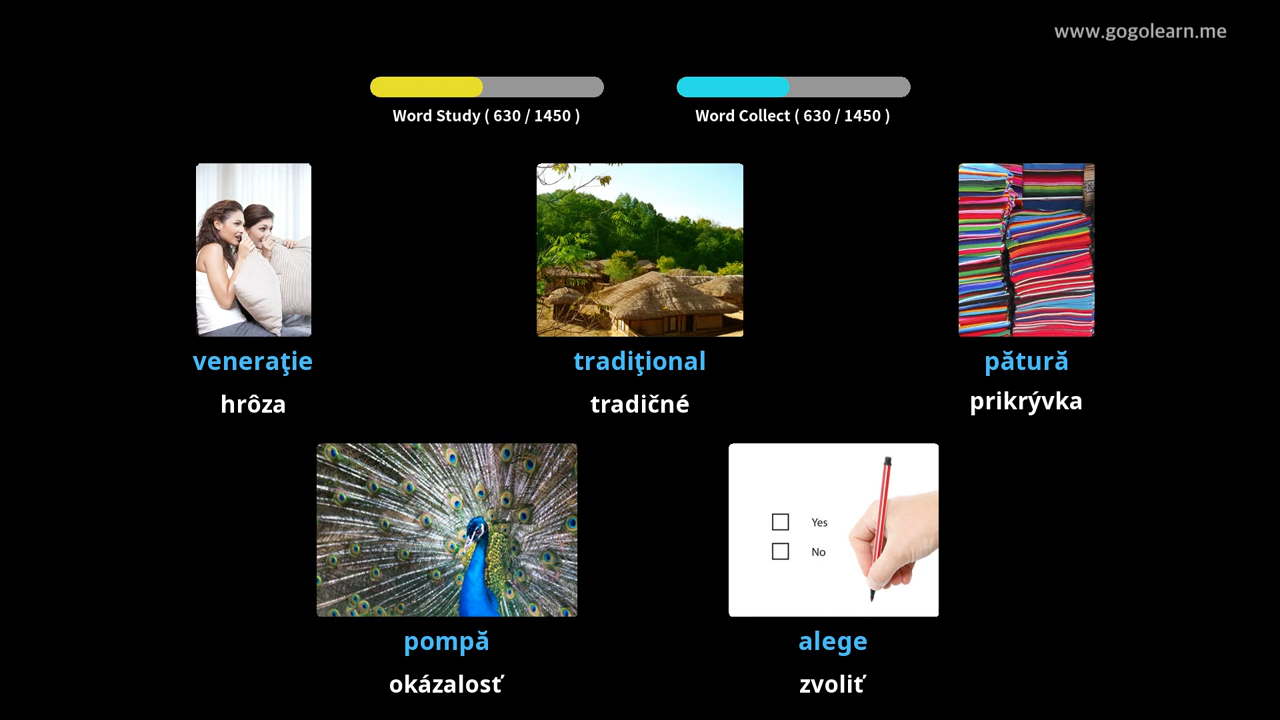 www.gogolearn.me
Word Study ( 630 / 1450 )
Word Collect ( 630 / 1450 )
veneraţie
tradiţional
pătură
hrôza
tradičné
prikrývka
Yes
No
pompă
alege
okázalosť
zvoliť